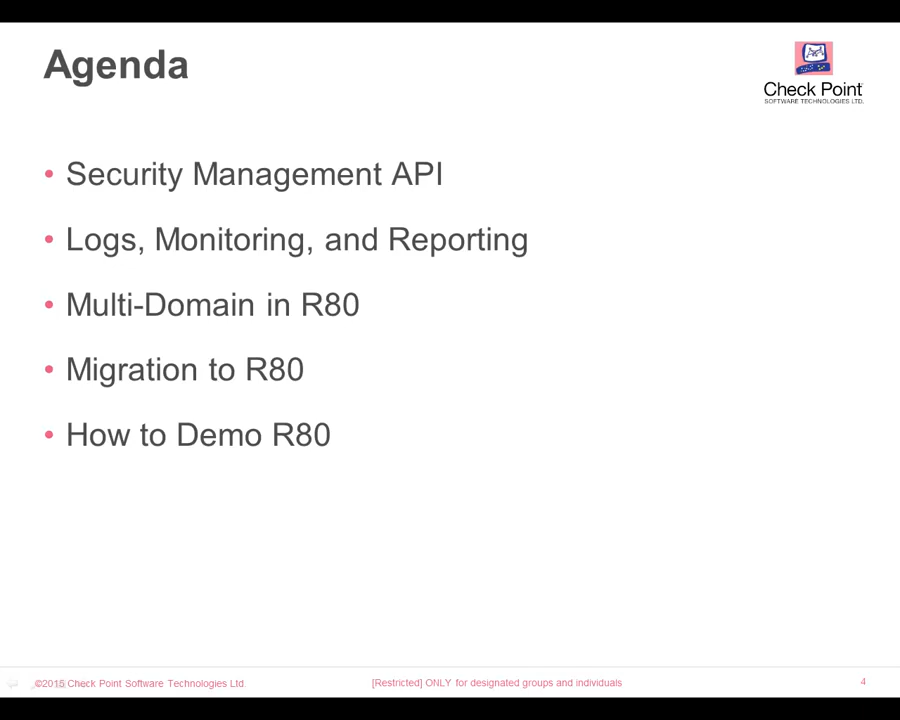 Agenda
Check Point
SOFTWARE TECHNOLOGIES LTD.
• Security Management API
• Logs, Monitoring, and Reporting
• Multi-Domain in R80
• Migration to R80
• How to Demo R80
©2015 Check Point Software Technologies Ltd.
[Restricted] ONLY for designated groups and individuals
4